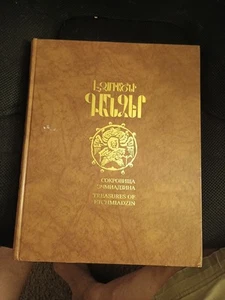 ԷՋՄԻԱԾՆԻ
ԳԱՆՁԵՐ
СОКРОВИЩА
ЭЧМИАДЗИНА
TREASURES OF
ETCHMIADZIN